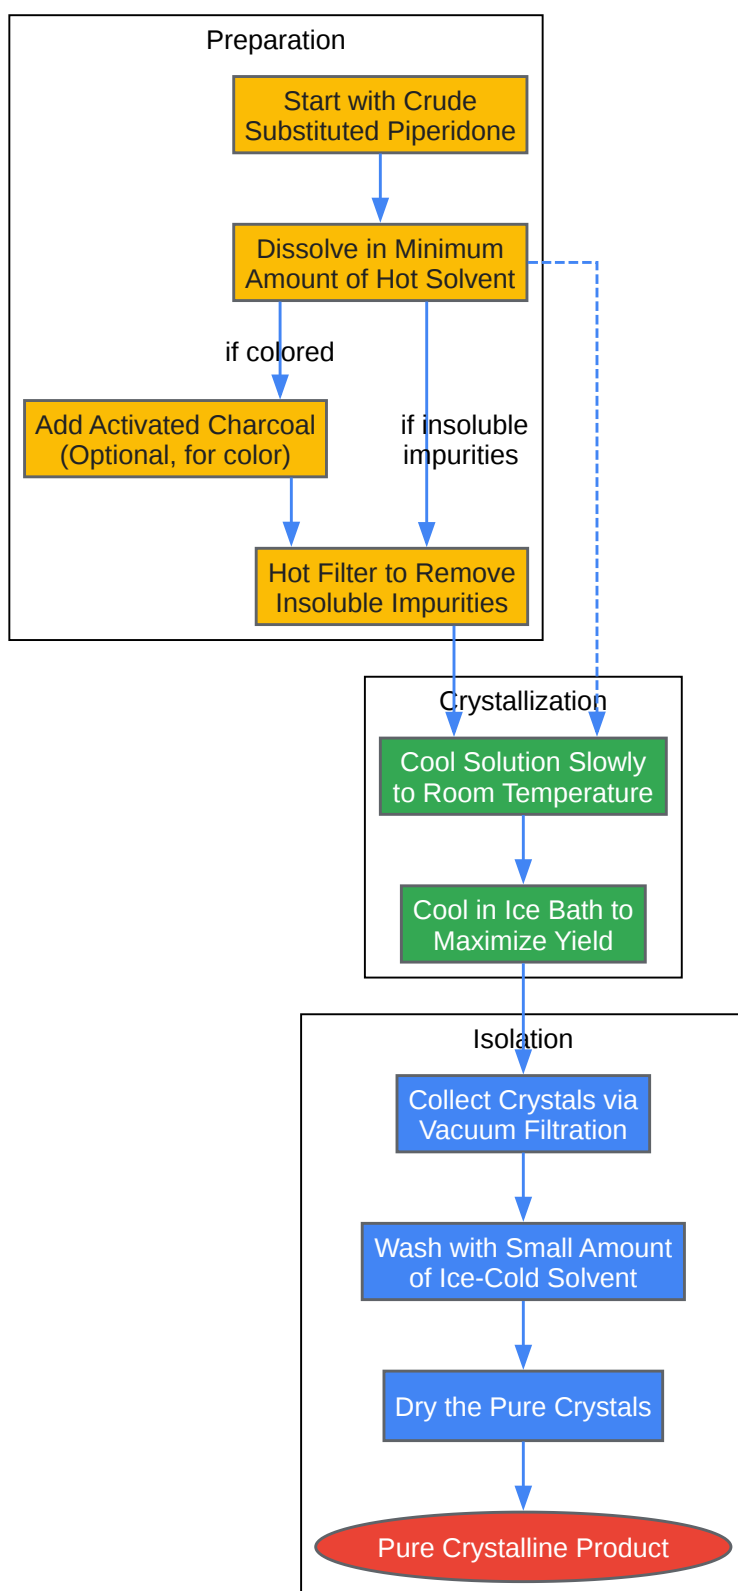 Preparation
Start with Crude
Substituted Piperidone
Dissolve in Minimum
Amount of Hot Solvent
if colored
Add Activated Charcoal
(Optional, for color)
if insoluble
impurities
Hot Filter to Remove
Insoluble Impurities
Crystallization
Cool Solution Slowly
to Room Temperature
Cool in Ice Bath to
Maximize Yield
Isolation
Collect Crystals via
Vacuum Filtration
Wash with Small Amount
of Ice-Cold Solvent
Dry the Pure Crystals
Pure Crystalline Product